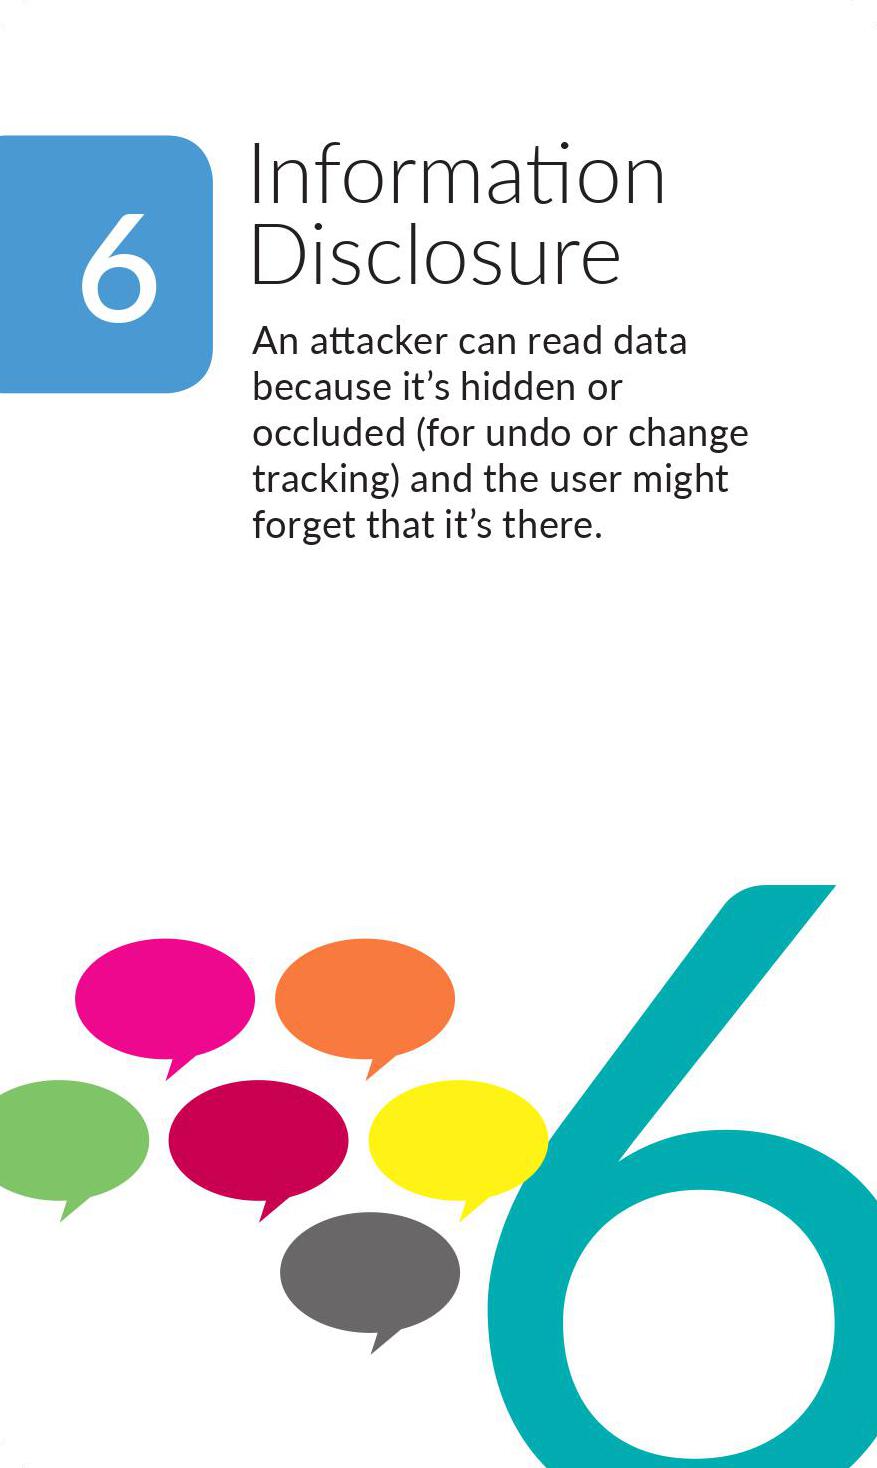 6
Information
Disclosure
An attacker can read data
because it’s hidden or
occluded (for undo or change
tracking) and the user might
forget that it’s there.
6